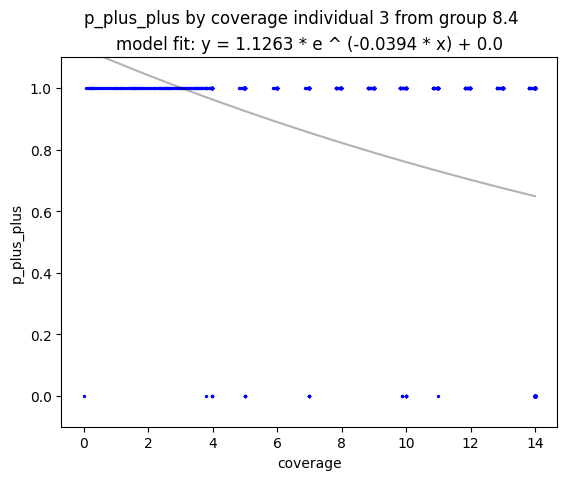 p_plus_plus by coverage individual 3 from group 8.4
model fit: y = 1.1263 * e ^ (-0.0394 * x) + 0.0
1.0
0.8
0.6
0.4
0.2
0.0
p_plus_plus
0 2 4 6 8 10 12 14
coverage